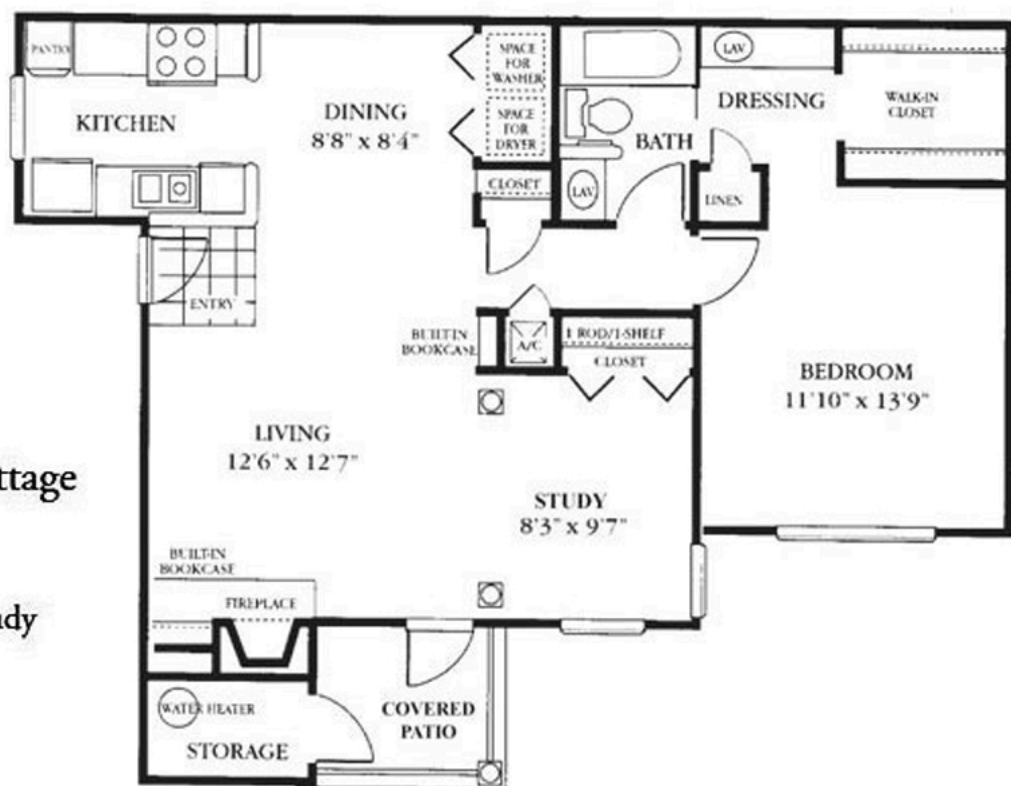 PANTRY
KITCHEN
DINING
8'8" x 8'4"
SPACE
FOR
WASHER
SPACE
FOR
DRYER
LAV
DRESSING
WALK-IN
CLOSET
BATH
CLOSET
LAV
LINEN
ENTRY
BUILT-IN
BOOKCASE
A/C
1 ROD/1-SHELF
CLOSET
BEDROOM
11'10" x 13'9"
LIVING
12'6" x 12'7"
ttage
STUDY
8'3" x 9'7"
BUILT-IN
BOOKCASE
FIREPLACE
dy
WATER HEATER
STORAGE
COVERED
PATIO